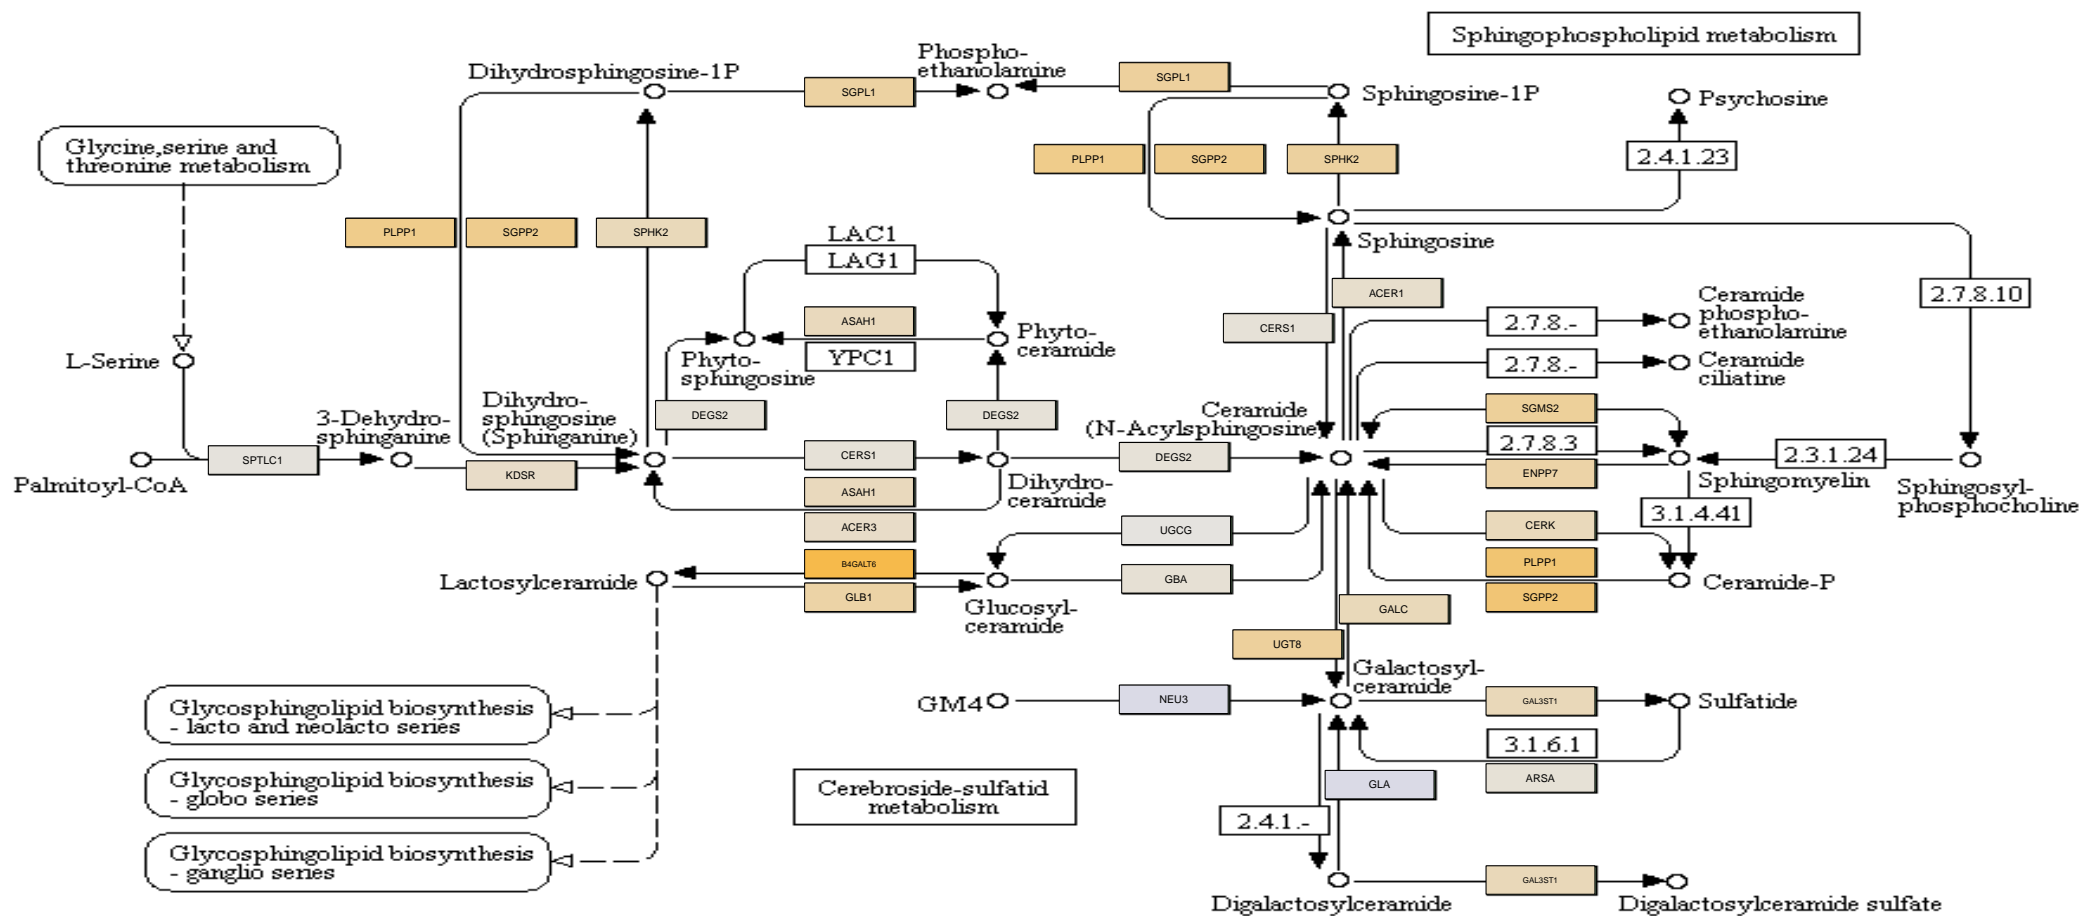 Sphingophospholipid metabolism
Phospho-
ethanolamine
Dihydrosphingosine-1P
SGPL1
SGPL1
Sphingosine-1P
Psychosine
Glycine,serine and
threonine metabolism
PLPP1
SGPP2
SPHK2
2.4.1.23
PLPP1
SGPP2
SPHK2
LAC1
LAG1
Sphingosine
ACER1
2.7.8.10
ASAH1
YPC1
CERS1
2.7.8.-
Ceramide
phospho-
ethanolamine
L-Serine
Phyto-
sphingosine
Phyto-
ceramide
2.7.8.-
Ceramide
ciliatine
3-Dehydro-
sphinganine
Dihydro-
sphingosine
(Sphinganine)
DEGS2
DEGS2
Ceramide
(N-Acylsphingosine)
SGMS2
2.7.8.3
Palmitoyl-CoA
SPTLC1
KDSR
CERS1
DEGS2
ENPP7
2.3.1.24
Sphingomyelin
Sphingosyl-
phosphocholine
ASAH1
Dihydro-
ceramide
ACER3
UGCG
CERK
3.1.4.41
Lactosylceramide
B4GALT6
GLB1
Glucosyl-
ceramide
GBA
PLPP1
SGPP2
Ceramide-P
GALC
UGT8
Galactosyl-
ceramide
GM4
NEU3
GAL3ST1
Sulfatide
Glycosphingolipid biosynthesis
- lacto and neolacto series
3.1.6.1
ARSA
Glycosphingolipid biosynthesis
- globo series
Cerebroside-sulfatid
metabolism
GLA
2.4.1.-
Glycosphingolipid biosynthesis
- ganglio series
Digalactosylceramide
GAL3ST1
Digalactosylceramide sulfate